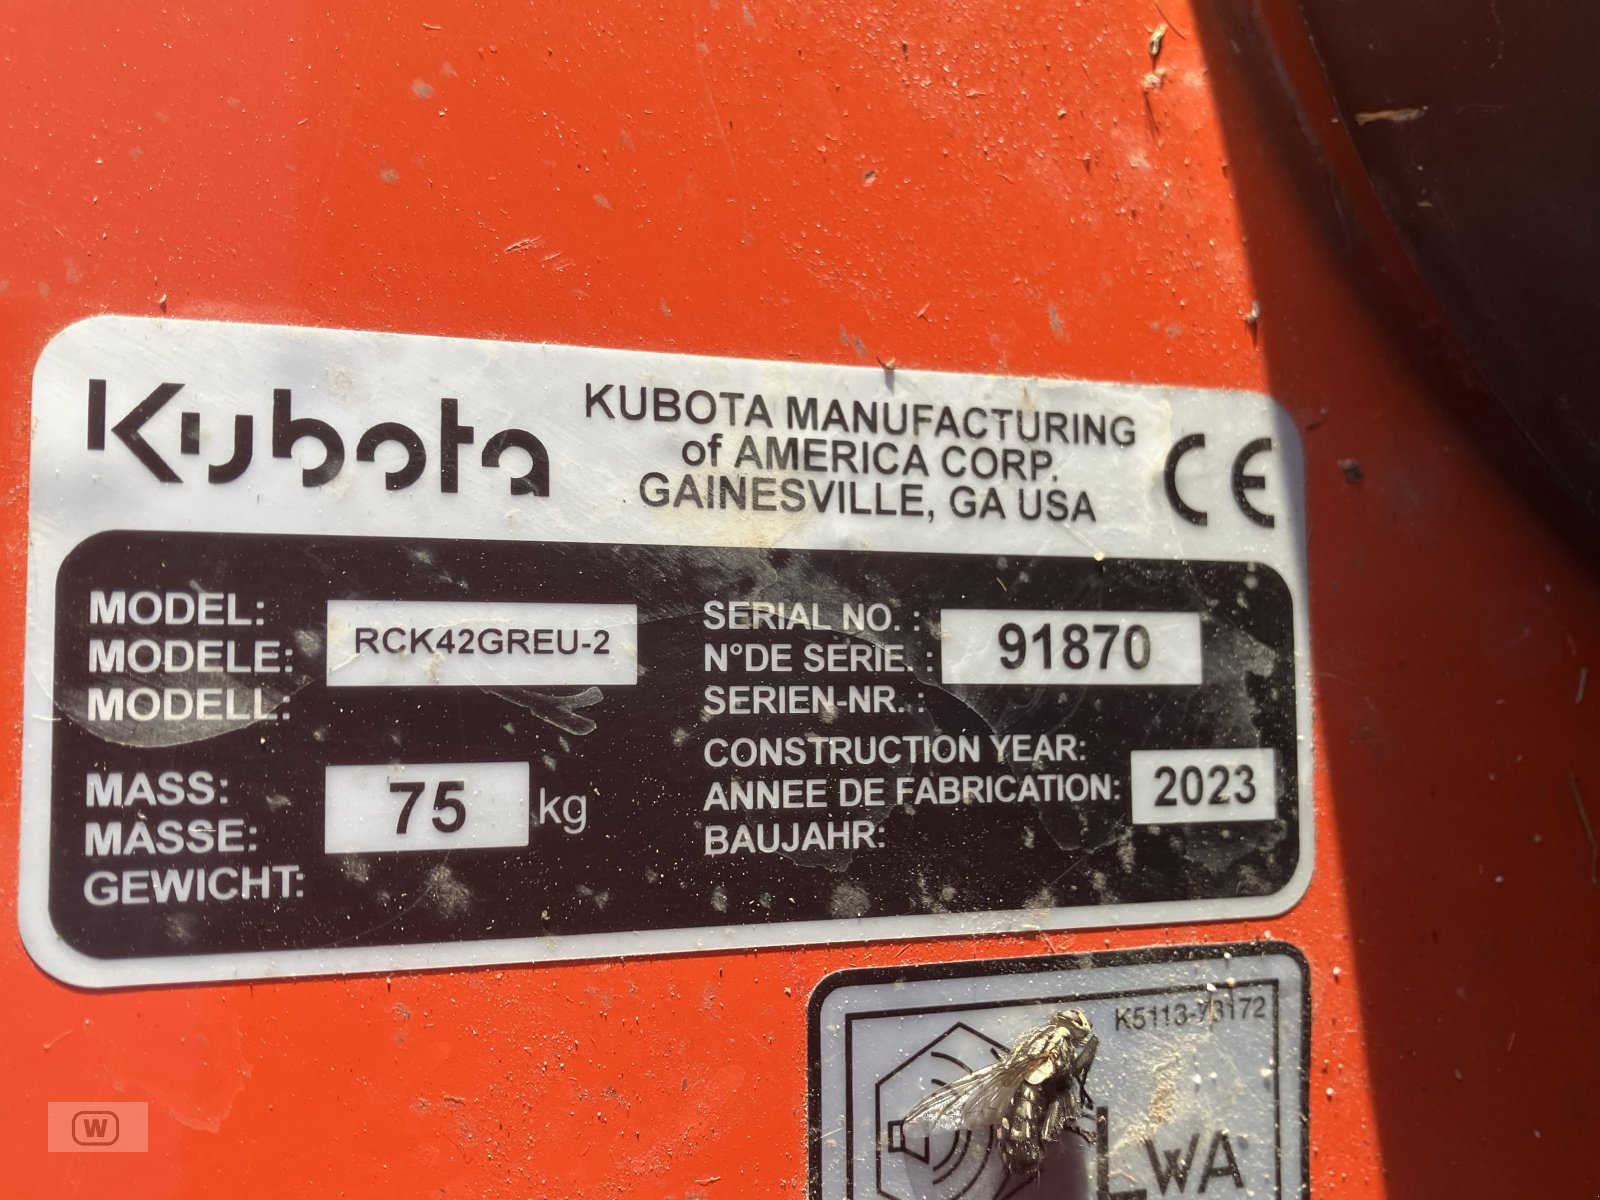 Kubota
KUBOTA MANUFACTURING
of AMERICA CORP.
GAINESVILLE, GA USA
CE
MODEL:
MODELE:
MODELL:
RCK42GREU-2
SERIAL NO. :
N°DE SERIE. :
SERIEN-NR. :
91870
MASS:
MASSE:
GEWICHT:
75 kg
CONSTRUCTION YEAR:
ANNEE DE FABRICATION:
BAUJAHR:
2023
K5113-73172
LWA
W